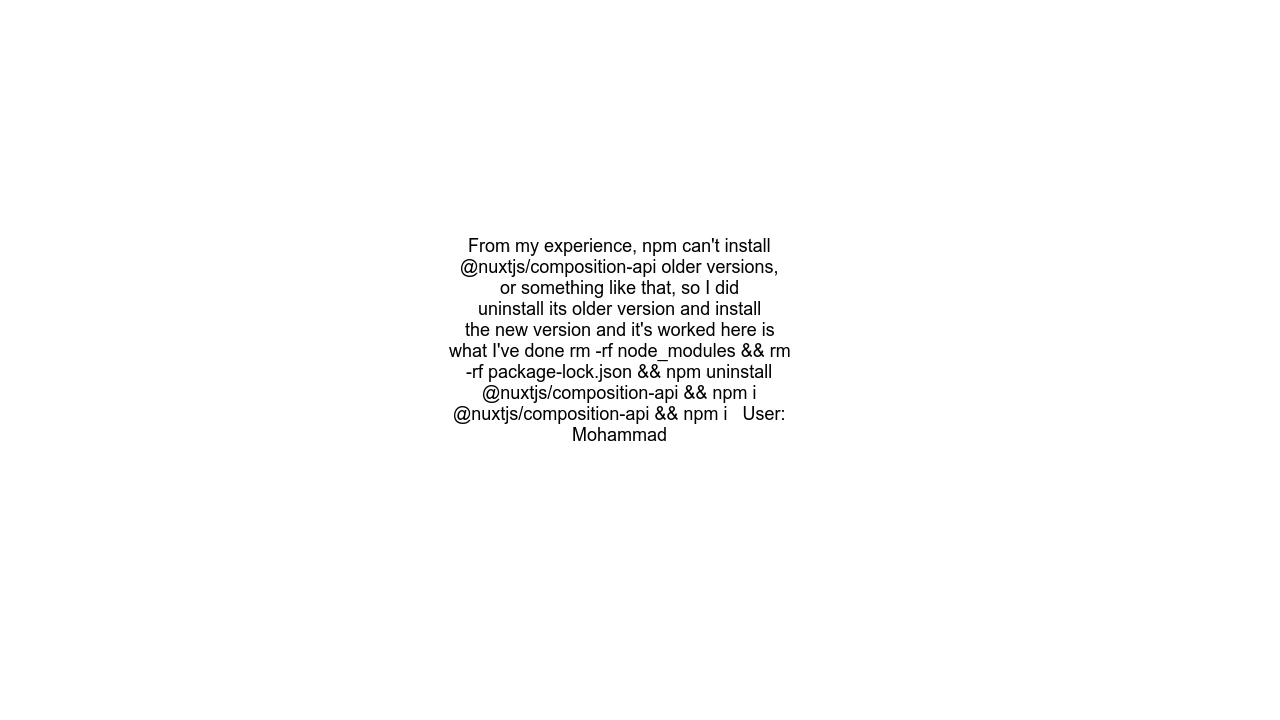 From my experience, npm can't install
@nuxtjs/composition-api older versions,
or something like that, so I did
uninstall its older version and install
the new version and it's worked here is
what I've done rm -rf node_modules && rm
-rf package-lock.json && npm uninstall
@nuxtjs/composition-api && npm i
@nuxtjs/composition-api && npm i   User:
Mohammad